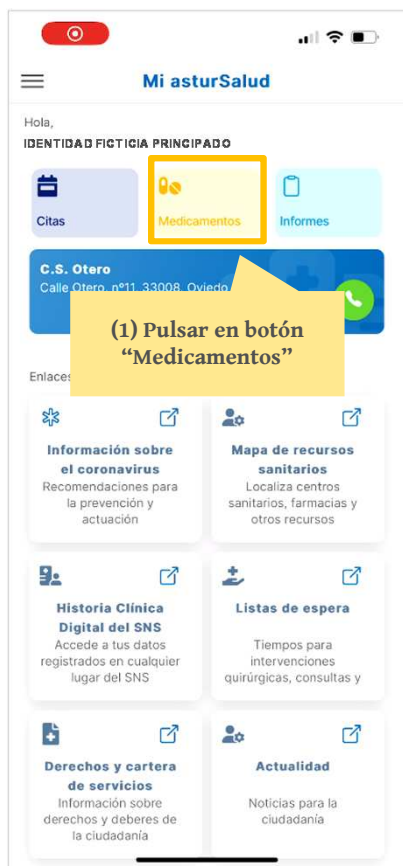 Mi asturSalud
Hola,
IDENTIDAD FICTICIA PRINCIPADO
Citas
Medicamentos
Informes
C.S. Otero
Calle Otero, nº11, 33008, Oviedo
(1) Pulsar en botón
“Medicamentos”
Enlaces
Información sobre
el coronavirus
Recomendaciones para
la prevención y
actuación
Mapa de recursos
sanitarios
Localiza centros
sanitarios, farmacias y
otros recursos
Historia Clínica
Digital del SNS
Accede a tus datos
registrados en cualquier
lugar del SNS
Listas de espera
Tiempos para
intervenciones
quirúrgicas, consultas y
Derechos y cartera
de servicios
Información sobre
derechos y deberes de
la ciudadanía
Actualidad
Noticias para la
ciudadanía